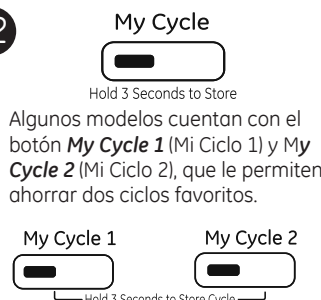 2
My Cycle
Hold 3 Seconds to Store
Algunos modelos cuentan con el
botón My Cycle 1 (Mi Ciclo 1) y My
Cycle 2 (Mi Ciclo 2), que le permiten
ahorrar dos ciclos favoritos.
My Cycle 1 My Cycle 2
Hold 3 Seconds to Store Cycle